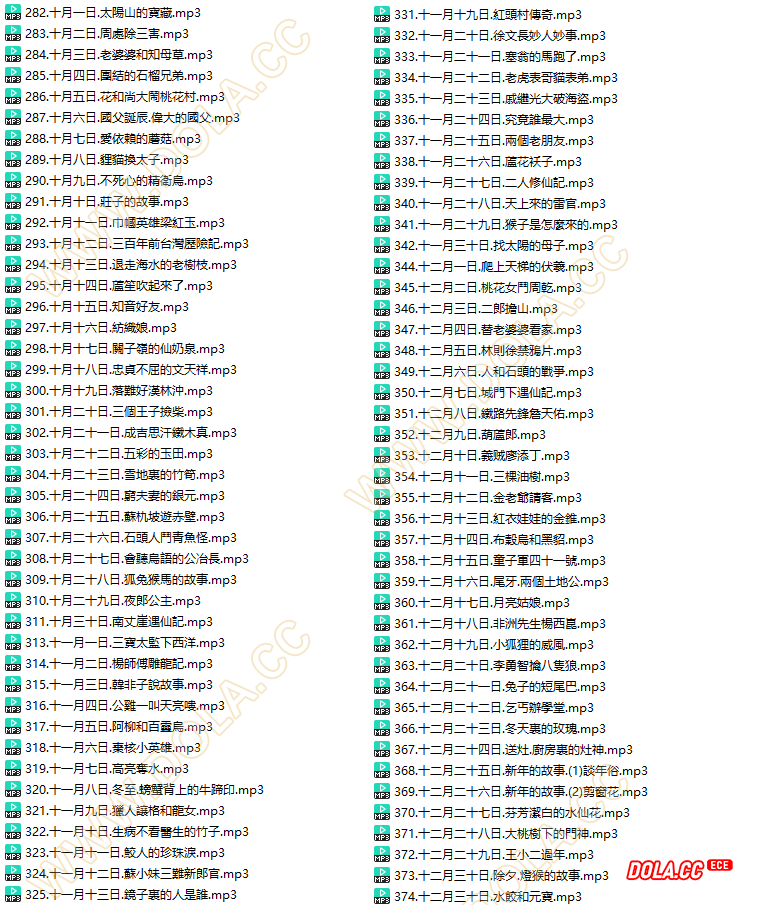 282.十月一日.太陽山的寶藏.mp3
283.十月二日.周處除三害.mp3
284.十月三日.老婆婆和知母草.mp3
285.十月四日.團結的石榴兄弟.mp3
286.十月五日.花和尚大鬧桃花村.mp3
287.十月六日.國父誕辰.偉大的國父.mp3
288.十月七日.愛依賴的蘑菇.mp3
289.十月八日.貍貓換太子.mp3
290.十月九日.不死心的精衛鳥.mp3
291.十月十日.莊子的故事.mp3
292.十月十一日.巾幗英雄梁紅玉.mp3
293.十月十二日.三百年前台灣歷險記.mp3
294.十月十三日.退走海水的老樹枝.mp3
295.十月十四日.蘆笙吹起來了.mp3
296.十月十五日.知音好友.mp3
297.十月十六日.紡織娘.mp3
298.十月十七日.關子嶺的仙奶泉.mp3
299.十月十八日.忠貞不屈的文天祥.mp3
300.十月十九日.落難好漢林沖.mp3
301.十月二十日.三個王子撿柴.mp3
302.十月二十一日.成吉思汗鐵木真.mp3
303.十月二十二日.五彩的玉田.mp3
304.十月二十三日.雪地裏的竹筍.mp3
305.十月二十四日.窮夫妻的銀元.mp3
306.十月二十五日.蘇杋坡遊赤壁.mp3
307.十月二十六日.石頭人鬥青魚怪.mp3
308.十月二十七日.會聽鳥語的公冶長.mp3
309.十月二十八日.狐兔猴馬的故事.mp3
310.十月二十九日.夜郎公主.mp3
311.十月三十日.南丈崖遇仙記.mp3
313.十一月一日.三寶太監下西洋.mp3
314.十一月二日.楊師傅雕龍記.mp3
315.十一月三日.韓非子說故事.mp3
316.十一月四日.公雞一叫天亮嘍.mp3
317.十一月五日.阿柳和百靈鳥.mp3
318.十一月六日.棗核小英雄.mp3
319.十一月七日.高亮奪水.mp3
320.十一月八日.冬至.螃蟹背上的牛蹄印.mp3
321.十一月九日.獵人讓格和龍女.mp3
322.十一月十日.生病不看醫生的竹子.mp3
323.十一月十一日.鮫人的珍珠淚.mp3
324.十一月十二日.蘇小妹三難新郎官.mp3
325.十一月十三日.鏡子裏的人是誰.mp3
331.十一月十九日.紅頭村傳奇.mp3
332.十一月二十日.徐文長妙人妙事.mp3
333.十一月二十一日.塞翁的馬跑了.mp3
334.十一月二十二日.老虎表哥貓表弟.mp3
335.十一月二十三日.戚繼光大破海盜.mp3
336.十一月二十四日.究竟誰最大.mp3
337.十一月二十五日.兩個老朋友.mp3
338.十一月二十六日.蘆花袄子.mp3
339.十一月二十七日.二人修仙記.mp3
340.十一月二十八日.天上來的雷官.mp3
341.十一月二十九日.猴子是怎麼來的.mp3
342.十一月三十日.找太陽的母子.mp3
344.十二月一日.爬上天梯的伏羲.mp3
345.十二月二日.桃花女鬥周乾.mp3
346.十二月三日.二郎擔山.mp3
347.十二月四日.替老婆婆看家.mp3
348.十二月五日.林則徐禁鴉片.mp3
349.十二月六日.人和石頭的戰爭.mp3
350.十二月七日.城門下遇仙記.mp3
351.十二月八日.鐵路先鋒詹天佑.mp3
352.十二月九日.葫蘆郎.mp3
353.十二月十日.義賊廖添丁.mp3
354.十二月十一日.三棵油樹.mp3
355.十二月十二日.金老爺請客.mp3
356.十二月十三日.紅衣娃娃的金錐.mp3
357.十二月十四日.布穀鳥和黑貂.mp3
358.十二月十五日.童子軍四十一號.mp3
359.十二月十六日.尾牙.兩個土地公.mp3
360.十二月十七日.月亮姑娘.mp3
361.十二月十八日.非洲先生楊西崑.mp3
362.十二月十九日.小狐狸的威風.mp3
363.十二月二十日.李勇智擒八隻狼.mp3
364.十二月二十一日.兔子的短尾巴.mp3
365.十二月二十二日.乞丐辦學堂.mp3
366.十二月二十三日.冬天裏的玫瑰.mp3
367.十二月二十四日.送灶.廚房裏的灶神.mp3
368.十二月二十五日.新年的故事.(1)談年俗.mp3
369.十二月二十六日.新年的故事.(2)剪窗花.mp3
370.十二月二十七日.芬芳潔白的水仙花.mp3
371.十二月二十八日.大桃樹下的門神.mp3
372.十二月二十九日.王小二過年.mp3
373.十二月三十日.除夕.燈猴的故事.mp3
374.十二月三十日.水餃和元寶.mp3
WWW.DOLA.CC
WWW.DOLA.CC
WWW.DOLA.CC
WWW.DOLA.CC
DOLA.CC ECE